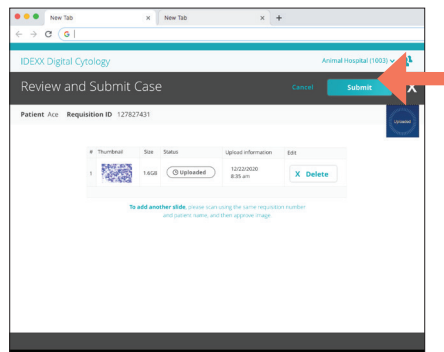 New Tab
New Tab
G
IDEXX Digital Cytology
Animal Hospital (1003)
Review and Submit Case
Cancel
Submit
X
Patient Ace Requisition ID 127827431
Uploaded
# Thumbnail Size Status Upload information Edit
1 1.6GB Uploaded 12/22/2020 8:35 am X Delete
To add another slide, please scan using the same requisition number
and patient name, and then approve image.